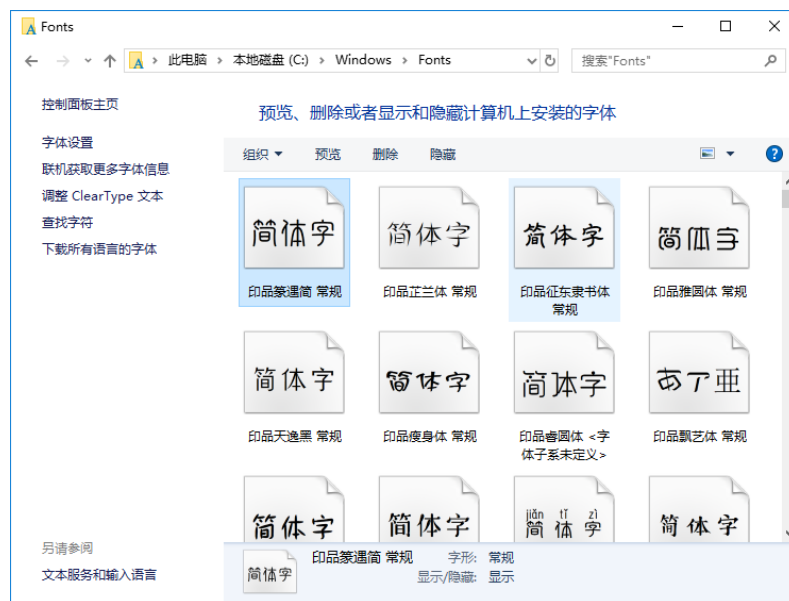 Fonts
此电脑 > 本地磁盘 (C:) > Windows > Fonts
搜索"Fonts"
控制面板主页
字体设置
联机获取更多字体信息
调整 ClearType 文本
查找字符
下载所有语言的字体
预览、删除或者显示和隐藏计算机上安装的字体
组织 预览 删除 隐藏
简体字 简体字 简体字 简体字
印品篆遇简 常规 印品芷兰体 常规 印品征东隶书体 印品雅圆体 常规
常规
简体字 简体字 简体字 あア亜
印品天逸黑 常规 印品瘦身体 常规 印品睿圆体 <字 印品飘艺体 常规
体子系未定义>
jiǎn tǐ zì
简体字 简体字 简体字 简体字
另请参阅
文本服务和输入语言
简体字
印品篆遇简 常规 字形: 常规
显示/隐藏: 显示